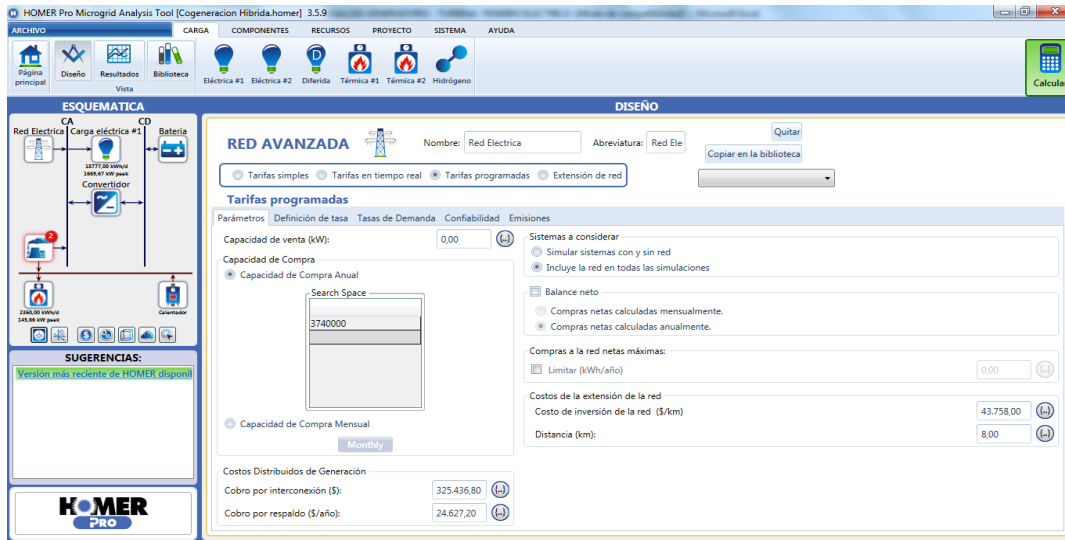 HOMER Pro Microgrid Analysis Tool [Cogeneracion Hibrida.homer] 3.5.9
ARCHIVO CARGA COMPONENTES RECURSOS PROYECTO SISTEMA AYUDA
Página principal Diseño Resultados Biblioteca
Vista
Eléctrica #1 Eléctrica #2 Diferida Térmica #1 Térmica #2 Hidrógeno
Calcular
ESQUEMATICA
CA CD
Red Electrica Carga eléctrica #1 Bateria
18777,00 kWh/d
1669,67 kW peak
Convertidor
2
2360,00 kWh/d
145,66 kW peak
Calentador
SUGERENCIAS:
Versión más reciente de HOMER disponil
HOMER
PRO
DISEÑO
RED AVANZADA
Nombre: Red Electrica
Abreviatura: Red Ele
Quitar
Copiar en la biblioteca
Tarifas simples Tarifas en tiempo real Tarifas programadas Extensión de red
Tarifas programadas
Parámetros Definición de tasa Tasas de Demanda Confiabilidad Emisiones
Capacidad de venta (kW): 0,00 {..}
Capacidad de Compra
Capacidad de Compra Anual
Search Space
3740000
Capacidad de Compra Mensual
Monthly
Costos Distribuidos de Generación
Cobro por interconexión ($): 325.436,80 {..}
Cobro por respaldo ($/año): 24.627,20 {..}
Sistemas a considerar
Simular sistemas con y sin red
Incluye la red en todas las simulaciones
Balance neto
Compras netas calculadas mensualmente.
Compras netas calculadas anualmente.
Compras a la red netas máximas:
Limitar (kWh/año) 0,00 {..}
Costos de la extensión de la red
Costo de inversión de la red ($/km) 43.758,00 {..}
Distancia (km): 8,00 {..}